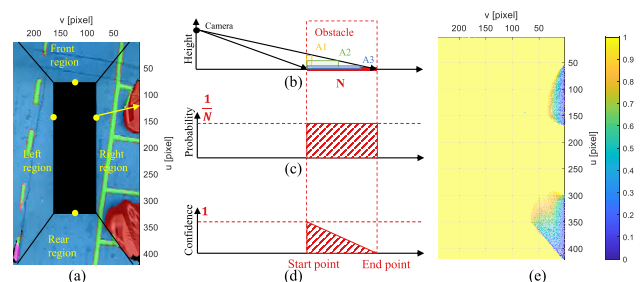 v [pixel]
200 150 100 50
Front
region
Left
region
Right
region
Rear
region
50
100
150
200
250
300
350
400
u [pixel]
(a)
Camera
Obstacle
Height
A1
A2
A3
N
(b)
1/N
Probability
(c)
1
Confidence
Start point
End point
(d)
v [pixel]
200 150 100 50
50
100
150
200
250
300
350
400
u [pixel]
1
0.9
0.8
0.7
0.6
0.5
0.4
0.3
0.2
0.1
0
(e)